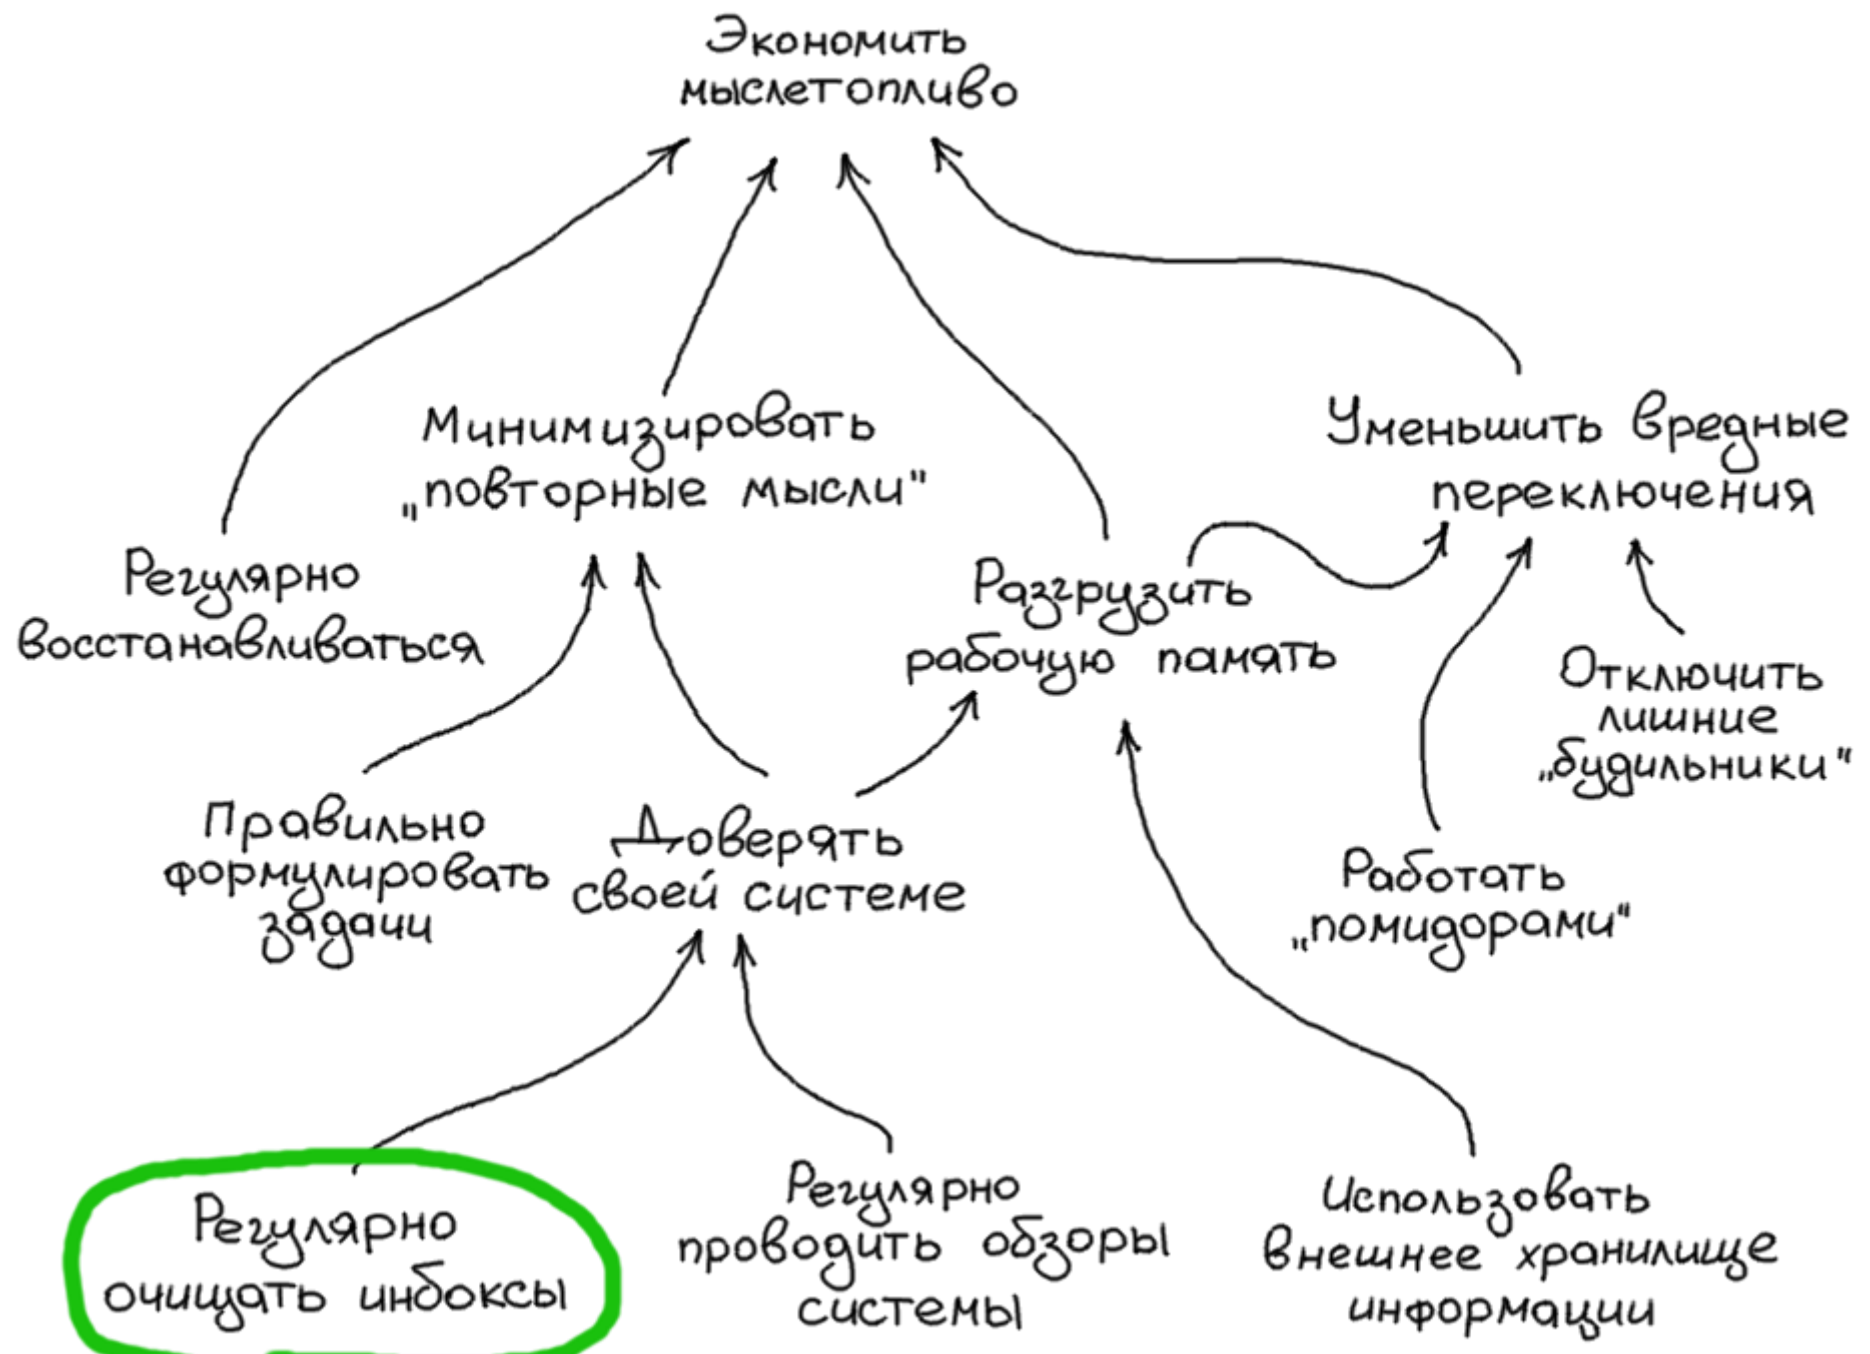 Экономить
мыслетопливо
Минимизировать
„повторные мысли"
Уменьшить вредные
переключения
Регулярно
восстанавливаться
Разгрузить
рабочую память
Отключить
лишние
„будильники"
Правильно
формулировать
задачи
Доверять
своей системе
Работать
„помидорами"
Регулярно
очищать инбоксы
Регулярно
проводить обзоры
системы
Использовать
внешнее хранилище
информации